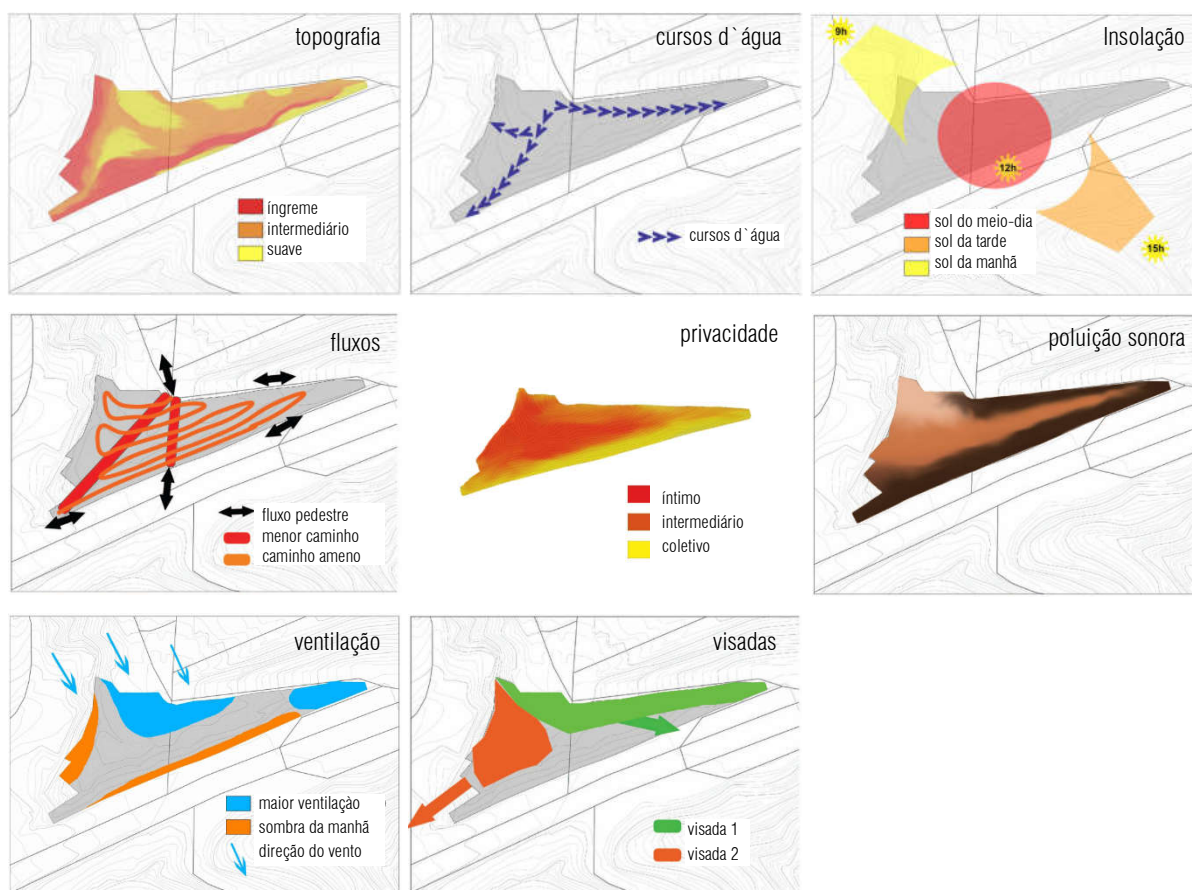 topografia
íngreme
intermediário
suave
cursos d`água
cursos d`água
Insolação
9h
12h
15h
sol do meio-dia
sol da tarde
sol da manhã
fluxos
fluxo pedestre
menor caminho
caminho ameno
privacidade
íntimo
intermediário
coletivo
poluição sonora
ventilação
maior ventilaçào
sombra da manhã
direção do vento
visadas
visada 1
visada 2